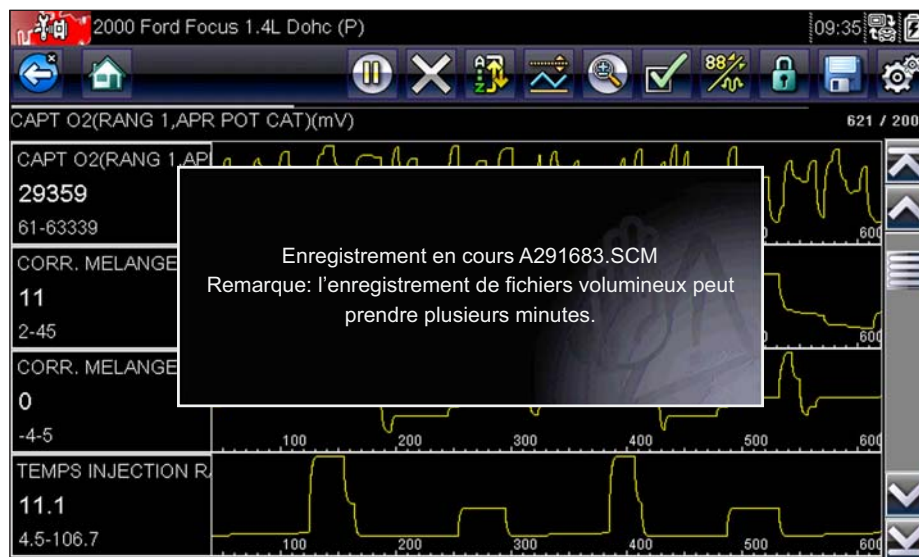 2000 Ford Focus 1.4L Dohc (P)
09:35
CAPT O2(RANG 1,APR POT CAT)(mV)
621 / 200
CAPT O2(RANG 1,AP
29359
61-63339
600
CORR. MELANGE
11
2-45
600
Enregistrement en cours A291683.SCM
Remarque: l’enregistrement de fichiers volumineux peut
prendre plusieurs minutes.
CORR. MELANGE
0
-4-5
100 200 300 400 500 600
TEMPS INJECTION R
11.1
4.5-106.7
100 200 300 400 500 600